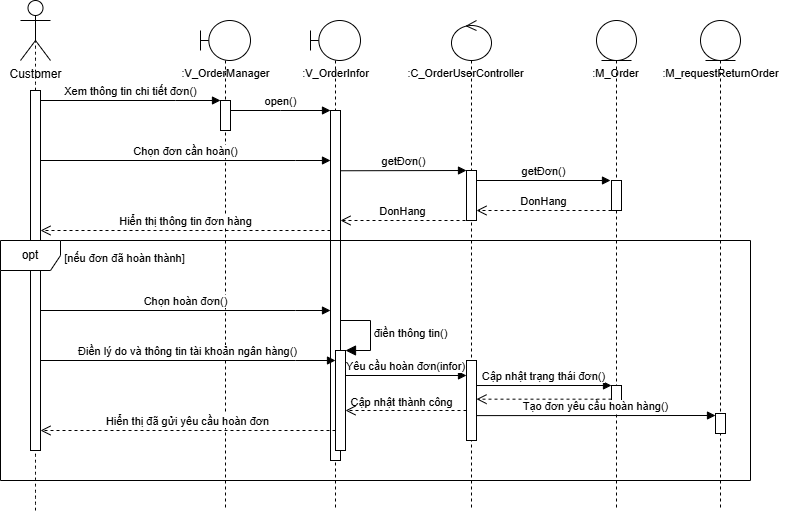 Customer
:V_OrderManager
:V_OrderInfor
:C_OrderUserController
:M_Order
:M_requestReturnOrder
Xem thông tin chi tiết đơn()
open()
Chọn đơn cần hoàn()
getĐơn()
getĐơn()
DonHang
DonHang
Hiển thị thông tin đơn hàng
opt
[nếu đơn đã hoàn thành]
Chọn hoàn đơn()
điền thông tin()
Điền lý do và thông tin tài khoản ngân hàng()
Yêu cầu hoàn đơn(infor)
Cập nhật trạng thái đơn()
Cập nhật thành công
Tạo đơn yêu cầu hoàn hàng()
Hiển thị đã gửi yêu cầu hoàn đơn